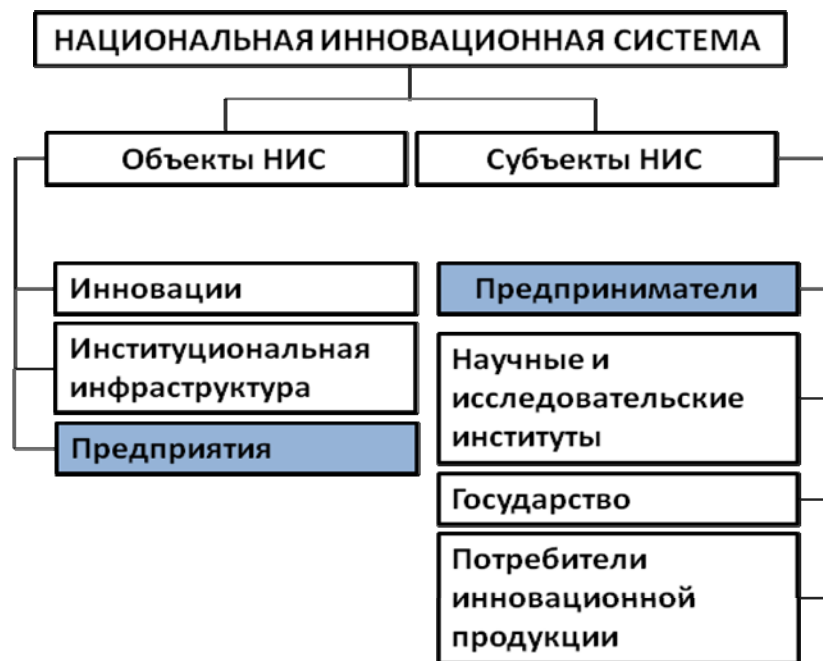 НАЦИОНАЛЬНАЯ ИННОВАЦИОННАЯ СИСТЕМА
Объекты НИС
Субъекты НИС
Инновации
Институциональная
инфраструктура
Предприятия
Предприниматели
Научные и
исследовательские
институты
Государство
Потребители
инновационной
продукции